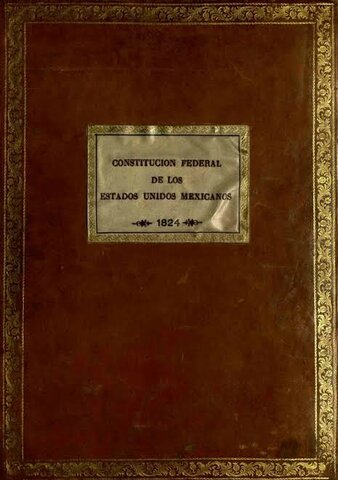 CONSTITUCION FEDERAL
DE LOS
ESTADOS UNIDOS MEXICANOS
1824